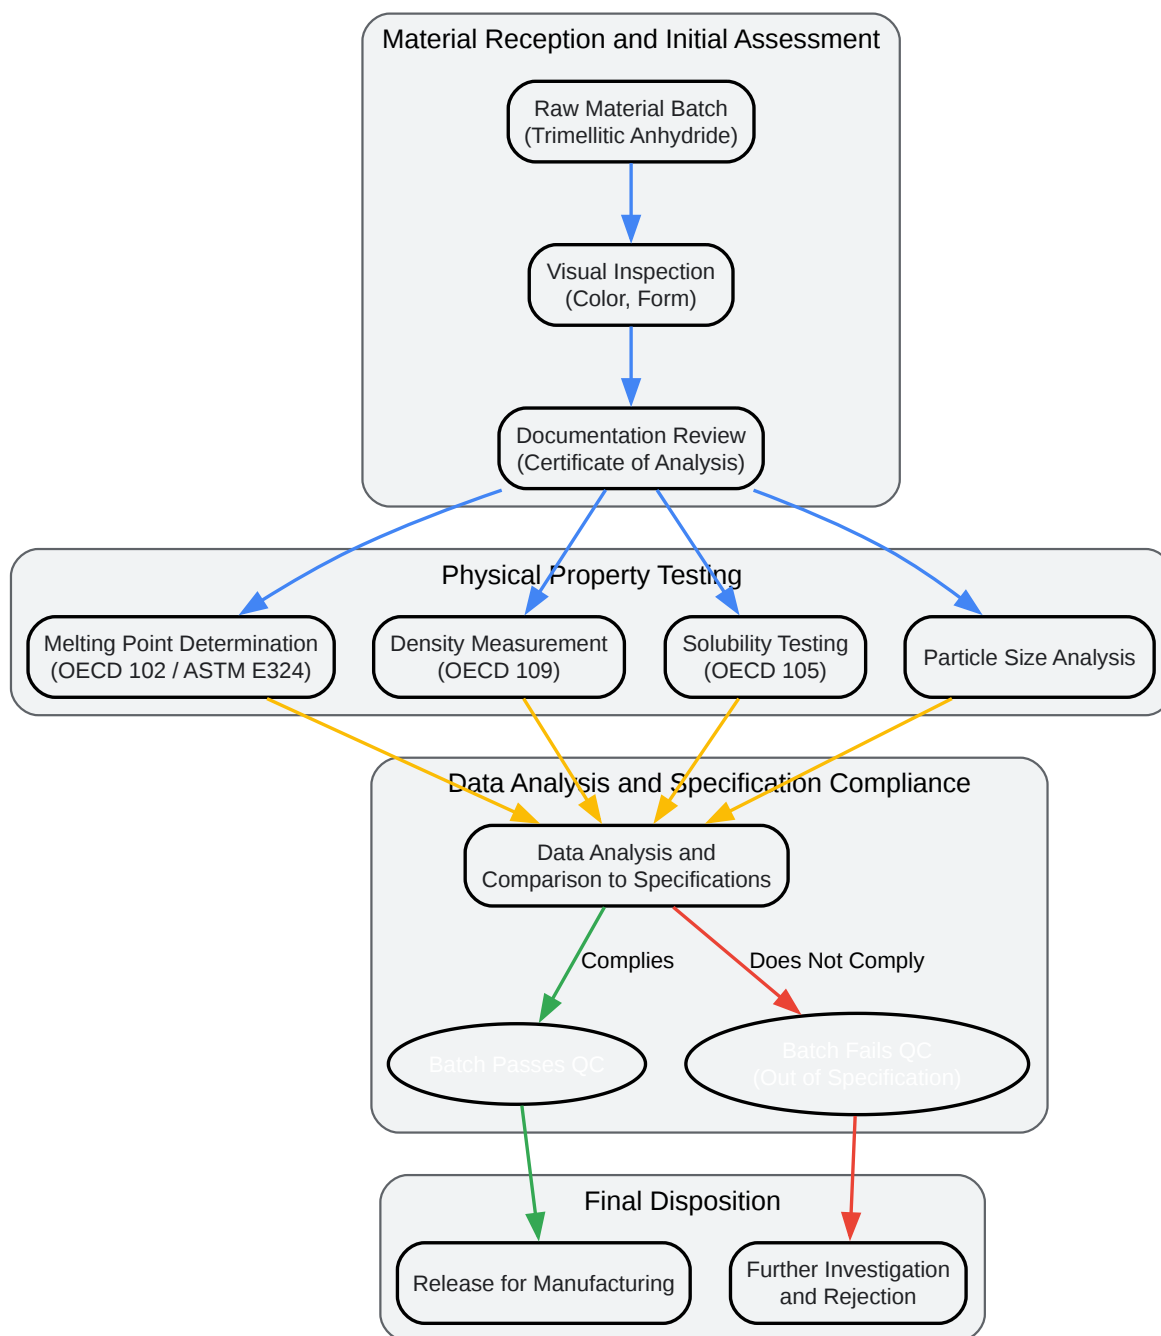 Material Reception and Initial Assessment
Raw Material Batch
(Trimellitic Anhydride)
Visual Inspection
(Color, Form)
Documentation Review
(Certificate of Analysis)
Physical Property Testing
Melting Point Determination
(OECD 102 / ASTM E324)
Density Measurement
(OECD 109)
Solubility Testing
(OECD 105)
Particle Size Analysis
Data Analysis and Specification Compliance
Data Analysis and
Comparison to Specifications
Complies
Does Not Comply
Batch Passes QC
Batch Fails QC
(Out of Specification)
Final Disposition
Release for Manufacturing
Further Investigation
and Rejection